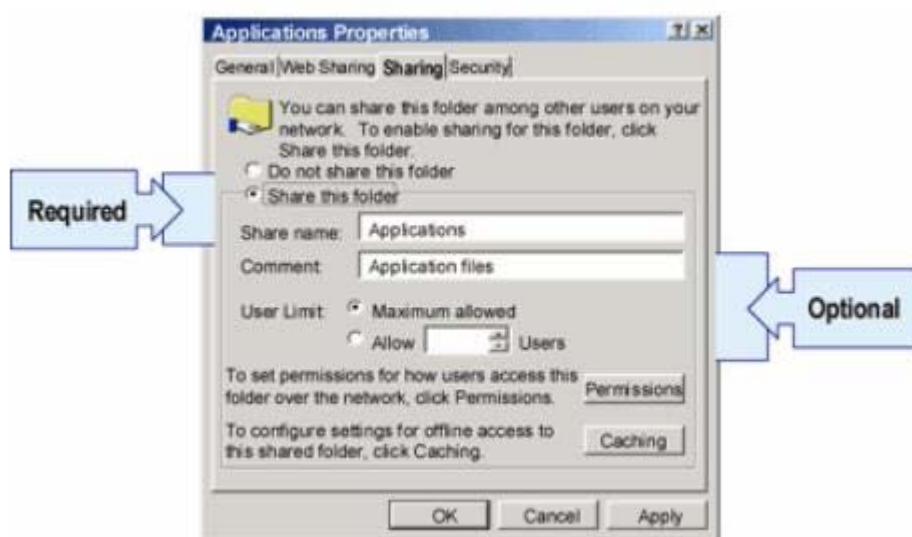 Applications Properties
General Web Sharing Sharing Security
You can share this folder among other users on your
network. To enable sharing for this folder, click
Share this folder.
Do not share this folder
Share this folder
Required
Share name: Applications
Comment: Application files
Optional
User Limit: Maximum allowed
Allow Users
To set permissions for how users access this
folder over the network, click Permissions.
Permissions
To configure settings for offline access to
this shared folder, click Caching.
Caching
OK Cancel Apply